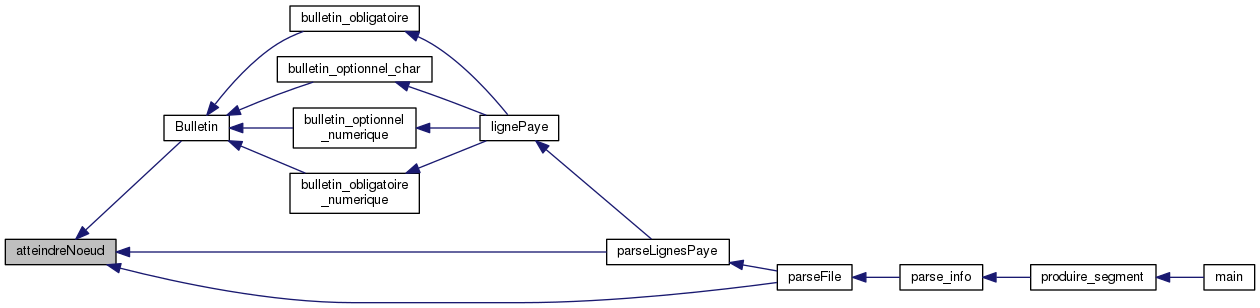 bulletin_obligatoire
bulletin_optionnel_char
Bulletin
bulletin_optionnel
_numerique
lignePaye
bulletin_obligatoire
_numerique
atteindreNoeud
parseLignesPaye
parseFile
parse_info
produire_segment
main